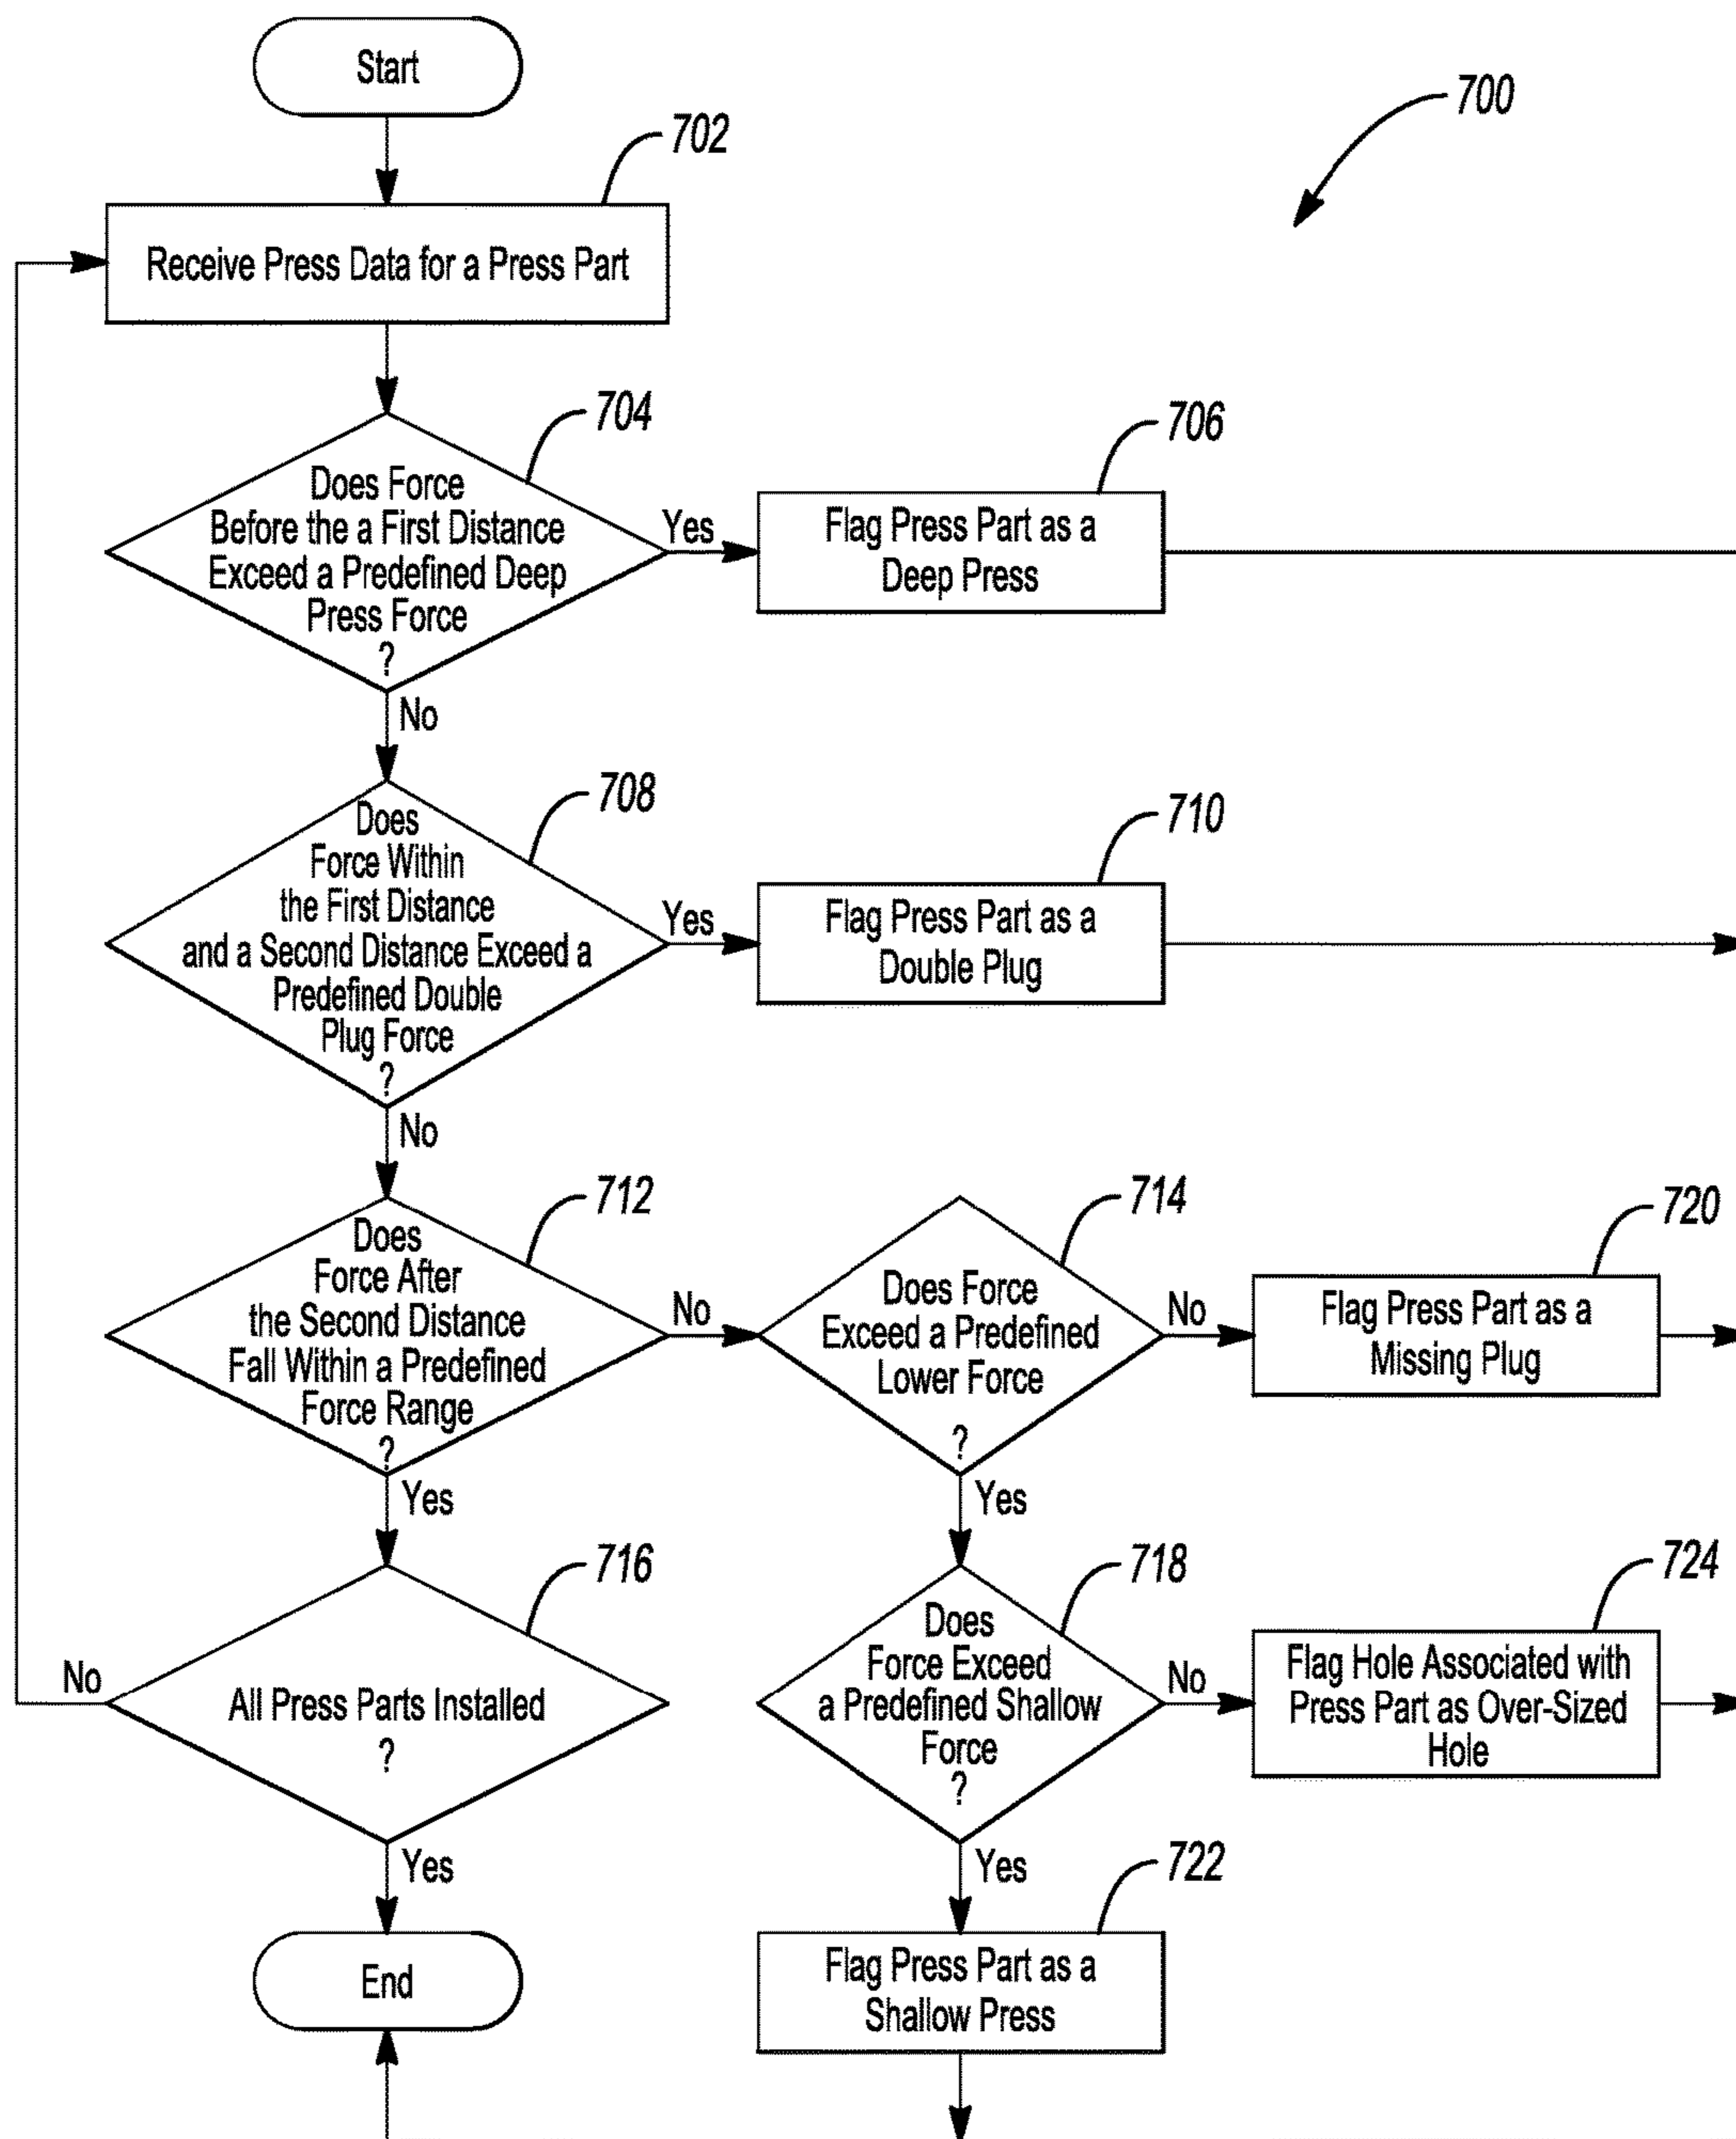 Start
700
702
Receive Press Data for a Press Part
704
Does Force
Before the a First Distance
Exceed a Predefined Deep
Press Force
?
Yes
706
Flag Press Part as a
Deep Press
No
708
Does
Force Within
the First Distance
and a Second Distance Exceed a
Predefined Double
Plug Force
?
Yes
710
Flag Press Part as a
Double Plug
No
712
Does
Force After
the Second Distance
Fall Within a Predefined
Force Range
?
No
714
Does Force
Exceed a Predefined
Lower Force
?
No
720
Flag Press Part as a
Missing Plug
Yes
Yes
716
All Press Parts Installed
?
No
718
Does
Force Exceed
a Predefined Shallow
Force
?
No
724
Flag Hole Associated with
Press Part as Over-Sized
Hole
Yes
Yes
722
Flag Press Part as a
Shallow Press
End